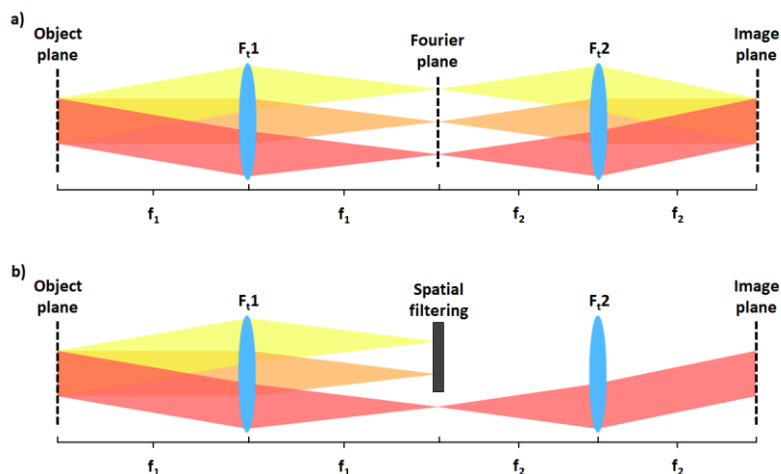 a)
Object
plane
Fₜ1
Fourier
plane
Fₜ2
Image
plane
f₁
f₁
f₂
f₂
b)
Object
plane
Fₜ1
Spatial
filtering
Fₜ2
Image
plane
f₁
f₁
f₂
f₂